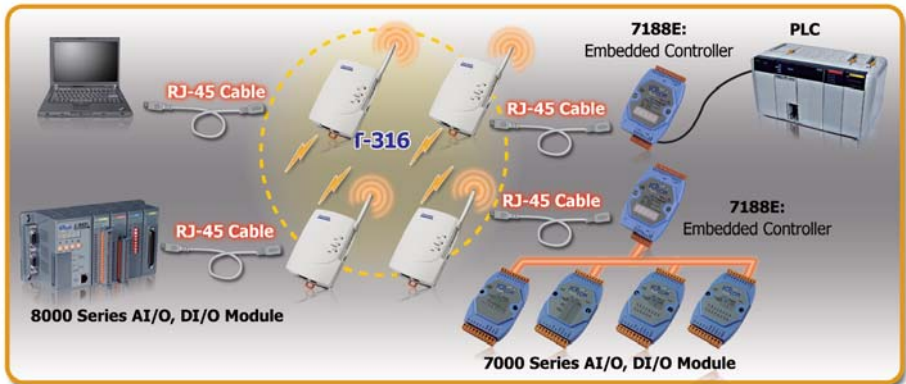 7188E:
Embedded Controller
PLC
RJ-45 Cable
RJ-45 Cable
Γ-316
RJ-45 Cable
RJ-45 Cable
7188E:
Embedded Controller
8000 Series AI/O, DI/O Module
7000 Series AI/O, DI/O Module